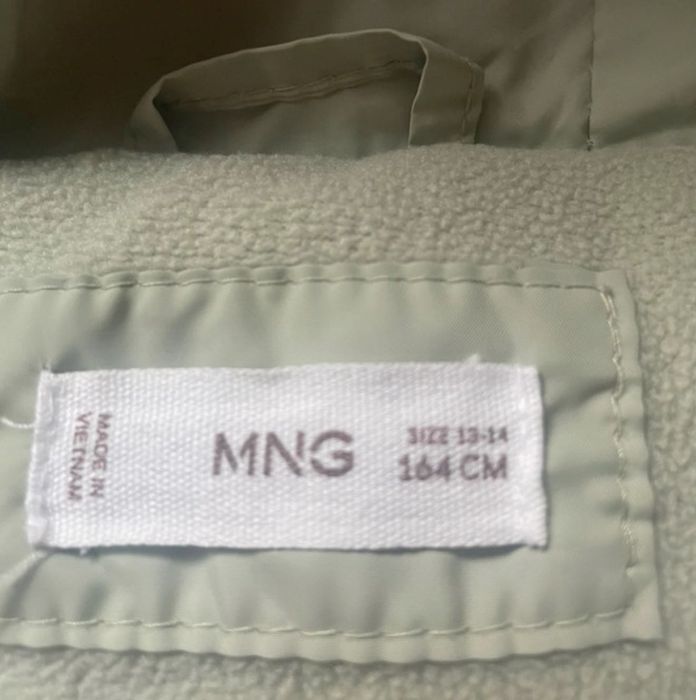 MADE IN
VIETNAM
MNG
SIZE 13-14
164 CM